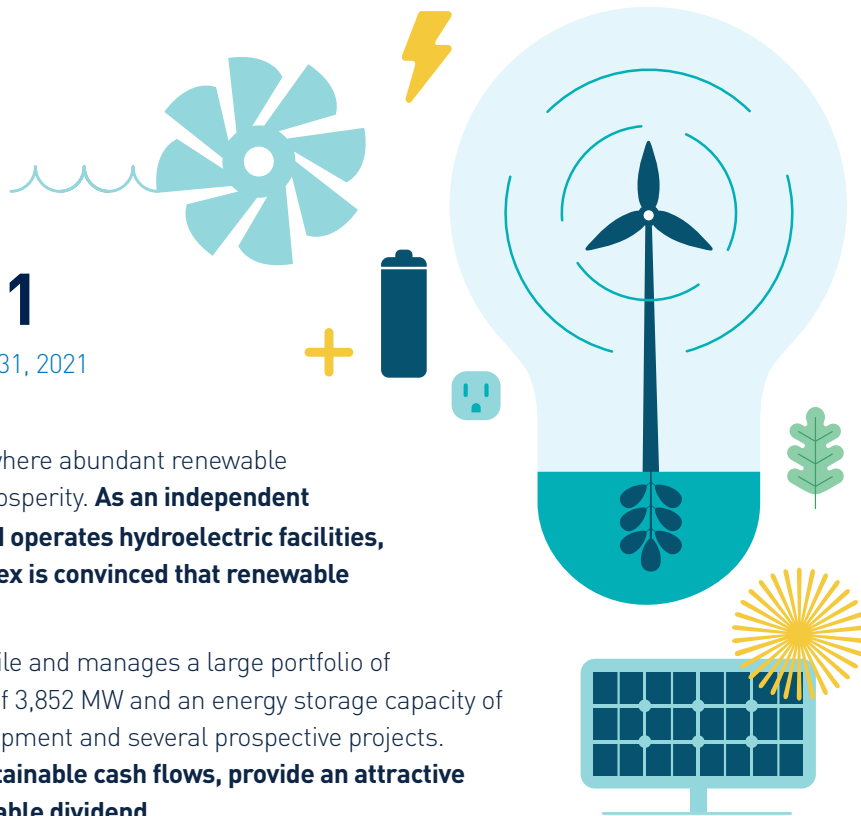 1
31, 2021
where abundant renewable
osperity. As an independent
operates hydroelectric facilities,
ex is convinced that renewable
ile and manages a large portfolio of
f 3,852 MW and an energy storage capacity of
pment and several prospective projects.
tainable cash flows, provide an attractive
able dividend